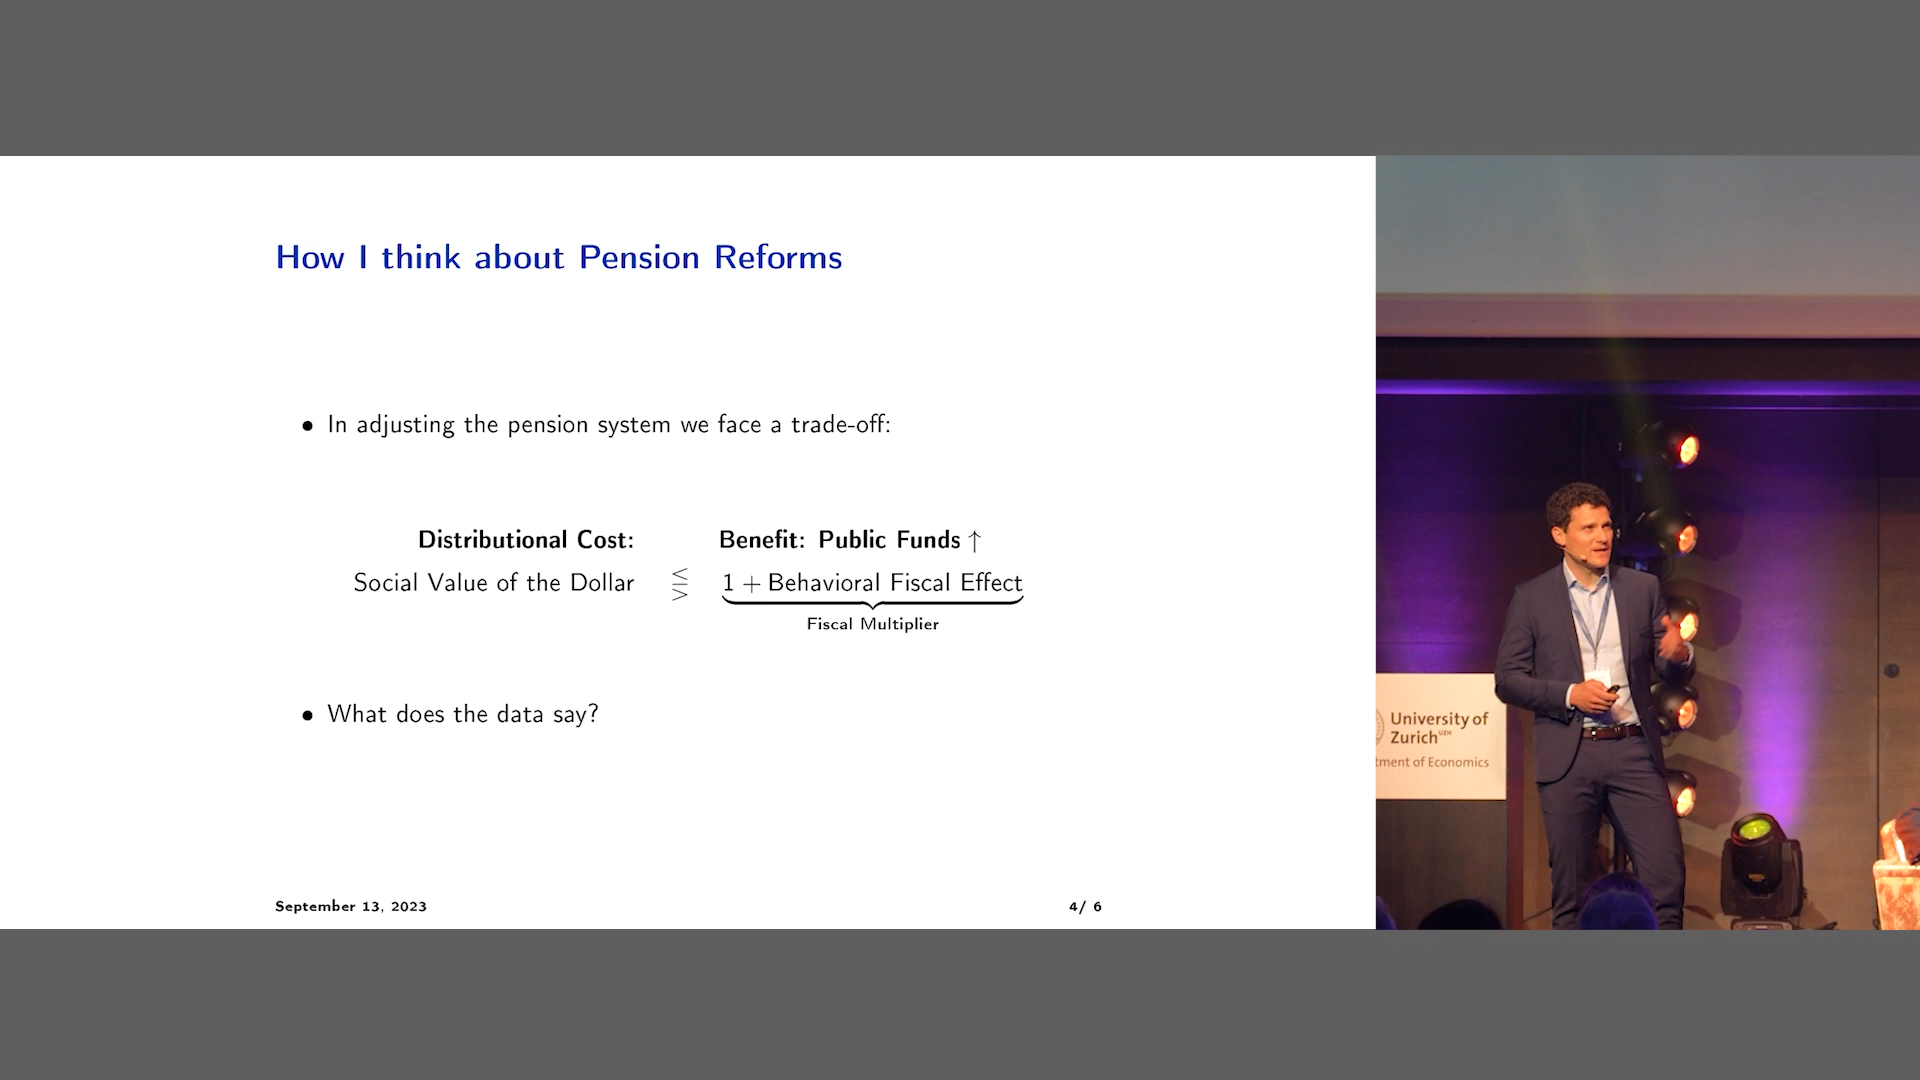 How I think about Pension Reforms
• In adjusting the pension system we face a trade-off:
Distributional Cost: Benefit: Public Funds ↑
Social Value of the Dollar ⋚ 1 + Behavioral Fiscal Effect
Fiscal Multiplier
• What does the data say?
September 13, 2023 4/ 6
University of
Zurich UZH
tment of Economics